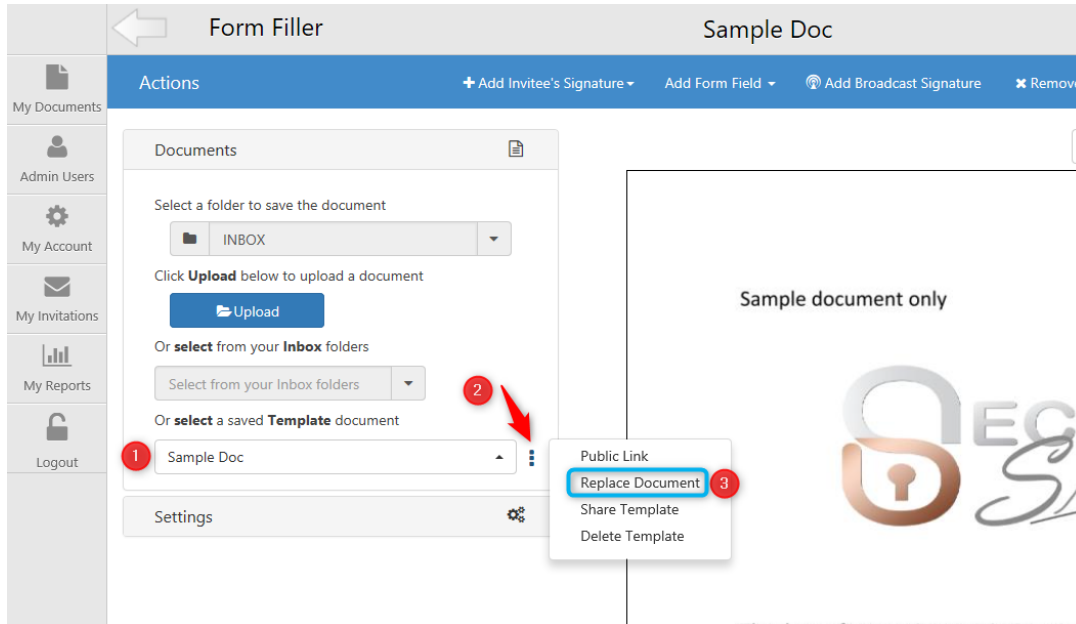 Form Filler
Sample Doc
My Documents
Admin Users
My Account
My Invitations
My Reports
Logout
Actions
Add Invitee's Signature
Add Form Field
Add Broadcast Signature
Documents
Select a folder to save the document
INBOX
Click Upload below to upload a document
Upload
Or select from your Inbox folders
Select from your Inbox folders
2
Or select a saved Template document
1
Sample Doc
Public Link
Replace Document
3
Share Template
Delete Template
Settings
Sample document only